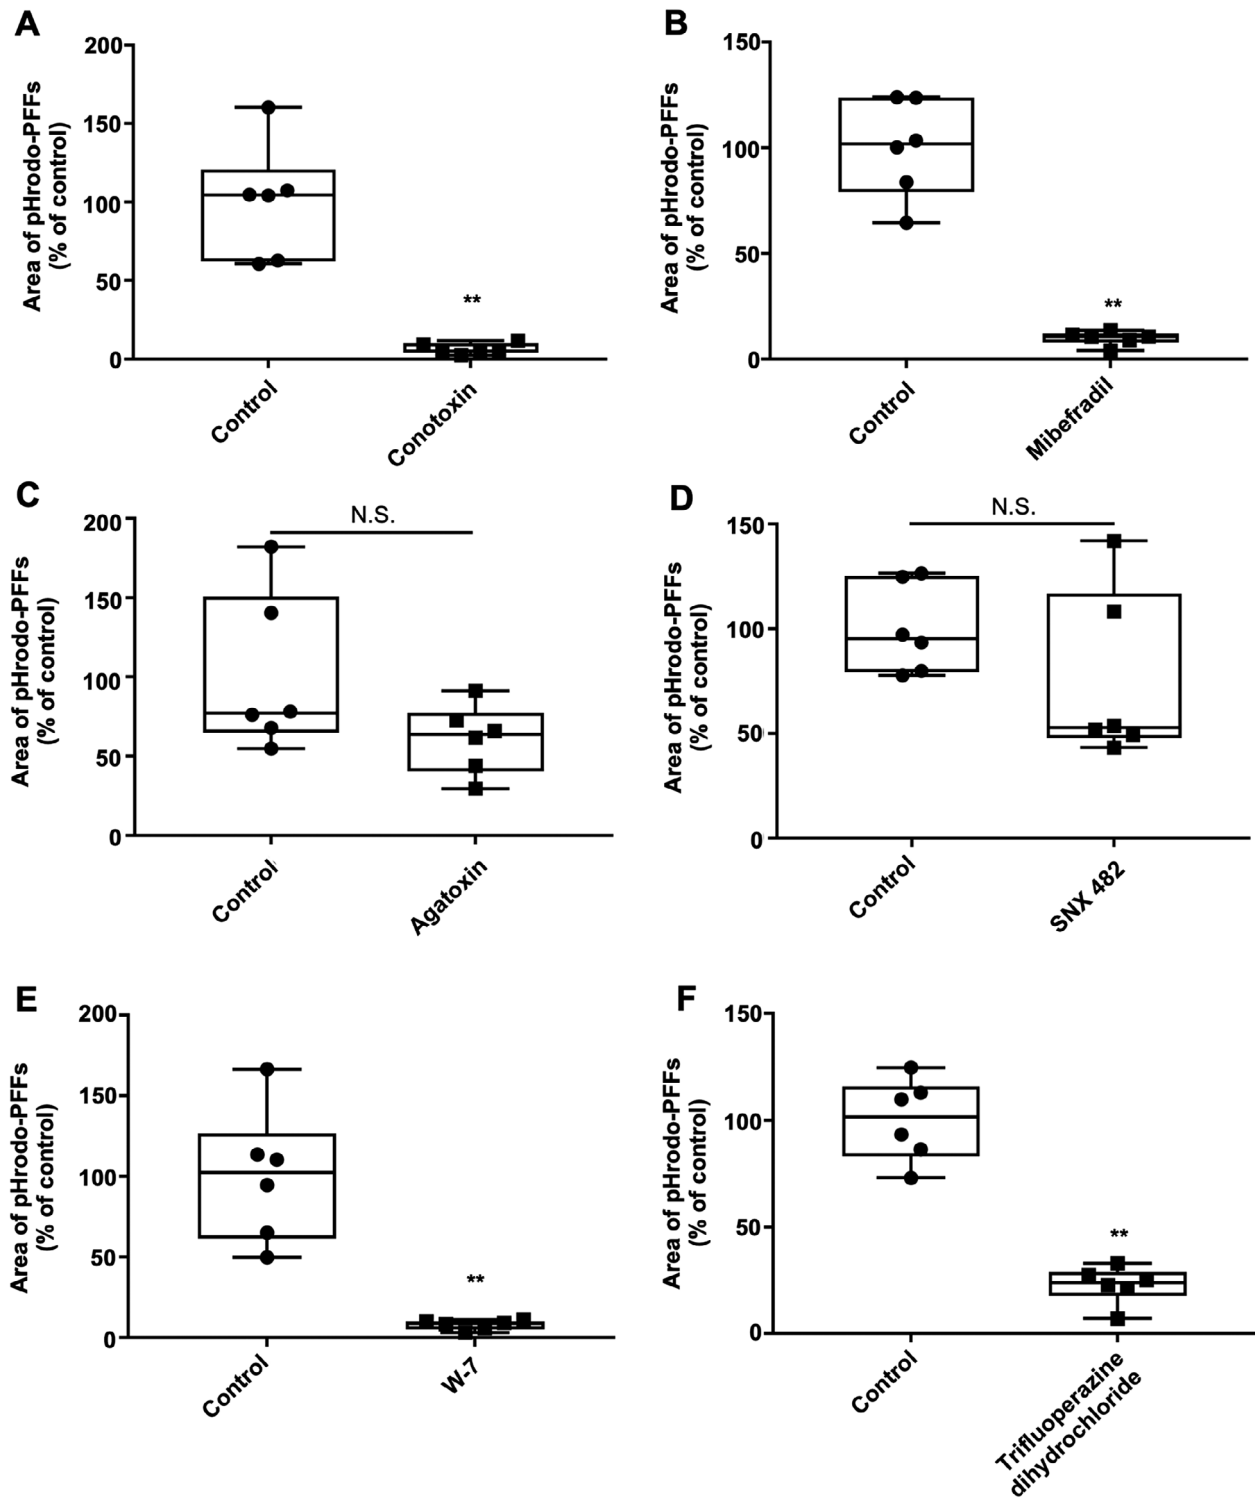 A
Area of pHrodo-PFFs
(% of control)
200
150
100
50
0
**
Control
Conotoxin
B
Area of pHrodo-PFFs
(% of control)
150
100
50
0
**
Control
Mibefradil
C
Area of pHrodo-PFFs
(% of control)
200
150
100
50
0
N.S.
Control
Agatoxin
D
Area of pHrodo-PFFs
(% of control)
150
100
50
0
N.S.
Control
SNX 482
E
Area of pHrodo-PFFs
(% of control)
200
150
100
50
0
**
Control
W-7
F
Area of pHrodo-PFFs
(% of control)
150
100
50
0
**
Control
Trifluoperazine
dihydrochloride